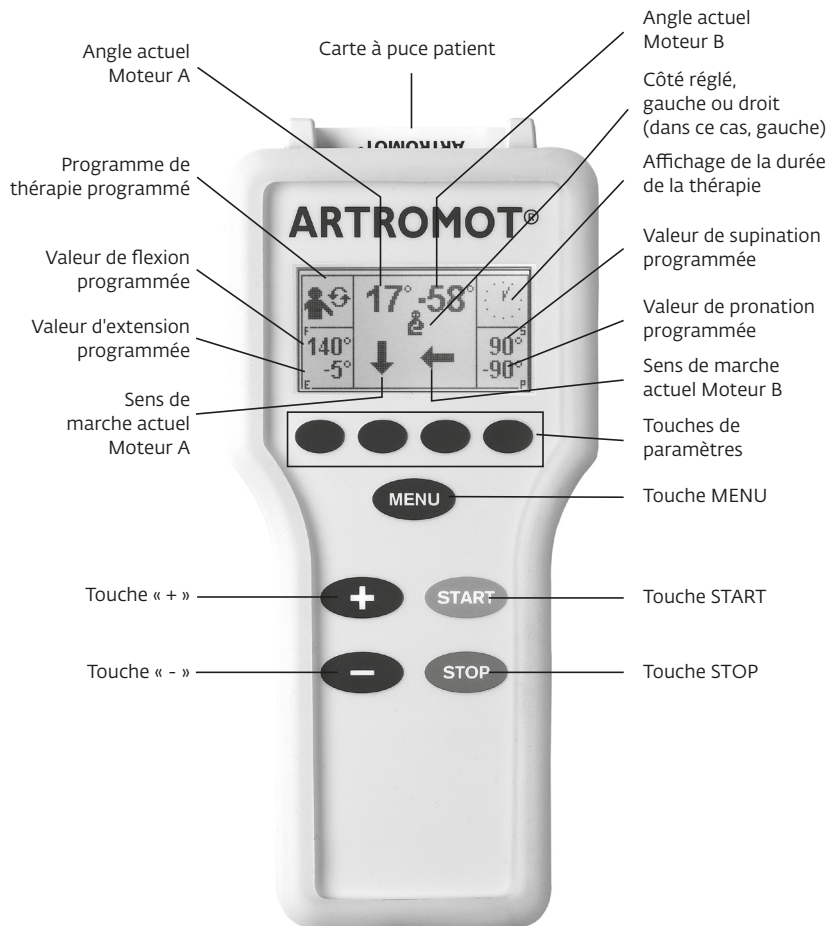 Angle actuel
Moteur A
Carte à puce patient
Angle actuel
Moteur B
Côté réglé,
gauche ou droit
(dans ce cas, gauche)
Affichage de la durée
de la thérapie
Programme de
thérapie programmé
Valeur de flexion
programmée
Valeur d'extension
programmée
Sens de
marche actuel
Moteur A
Valeur de supination
programmée
Valeur de pronation
programmée
Sens de marche
actuel Moteur B
Touches de
paramètres
Touche MENU
Touche « + »
Touche START
Touche « - »
Touche STOP
ARTROMOT®
ARTROMOT®
17° -58°
F
140°
-5°
E
S
90°
-90°
P
MENU
+ START
- STOP